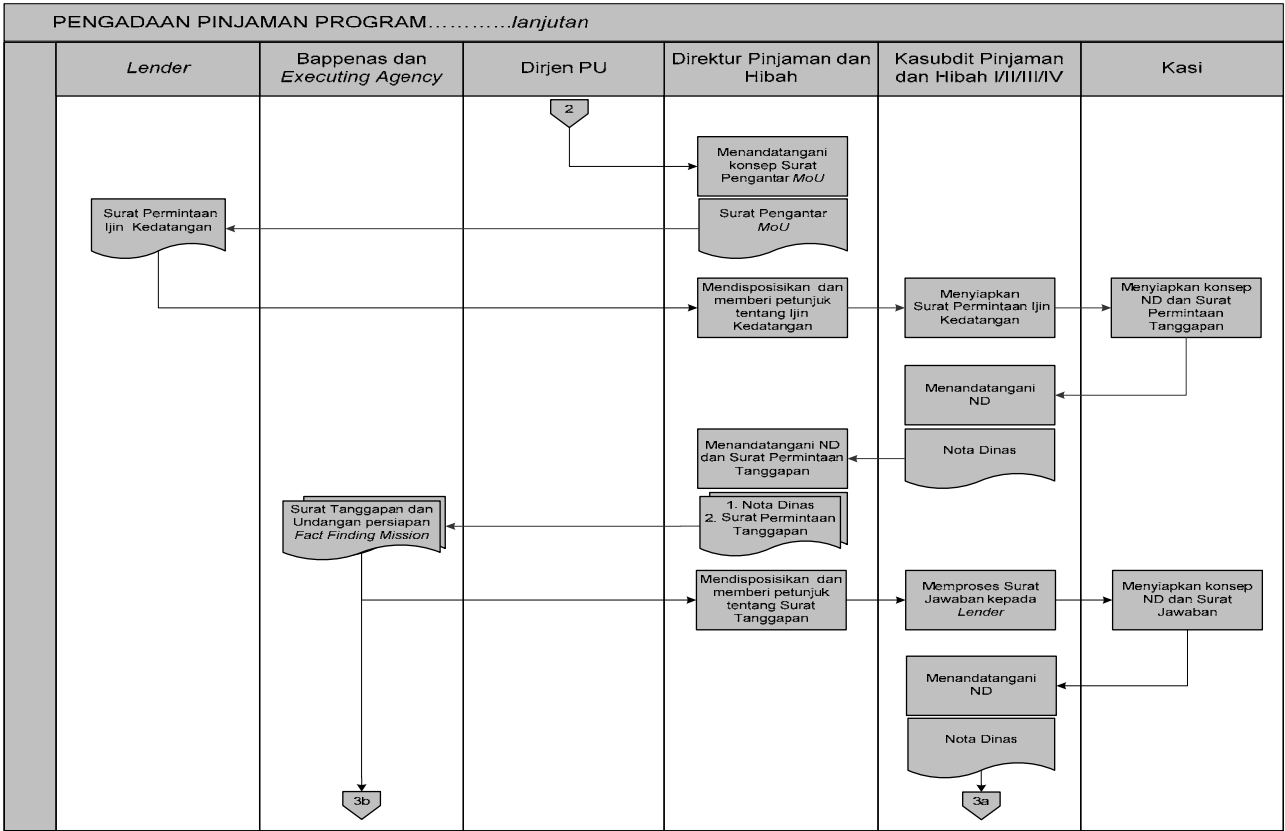 PENGADAAN PINJAMAN PROGRAM…………lanjutan
Lender
Bappenas dan
Executing Agency
Dirjen PU
Direktur Pinjaman dan
Hibah
Kasubdit Pinjaman
dan Hibah I/II/III/IV
Kasi
2
Menandatangani
konsep Surat
Pengantar MoU
Surat Pengantar
MoU
Surat Permintaan
Ijin Kedatangan
Mendisposisikan dan
memberi petunjuk
tentang Ijin
Kedatangan
Menyiapkan
Surat Permintaan Ijin
Kedatangan
Menyiapkan konsep
ND dan Surat
Permintaan
Tanggapan
Menandatangani
ND
Nota Dinas
Menandatangani ND
dan Surat Permintaan
Tanggapan
1. Nota Dinas
2. Surat Permintaan
Tanggapan
Surat Tanggapan dan
Undangan persiapan
Fact Finding Mission
Mendisposisikan dan
memberi petunjuk
tentang Surat
Tanggapan
Memproses Surat
Jawaban kepada
Lender
Menyiapkan konsep
ND dan Surat
Jawaban
Menandatangani
ND
Nota Dinas
3b
3a